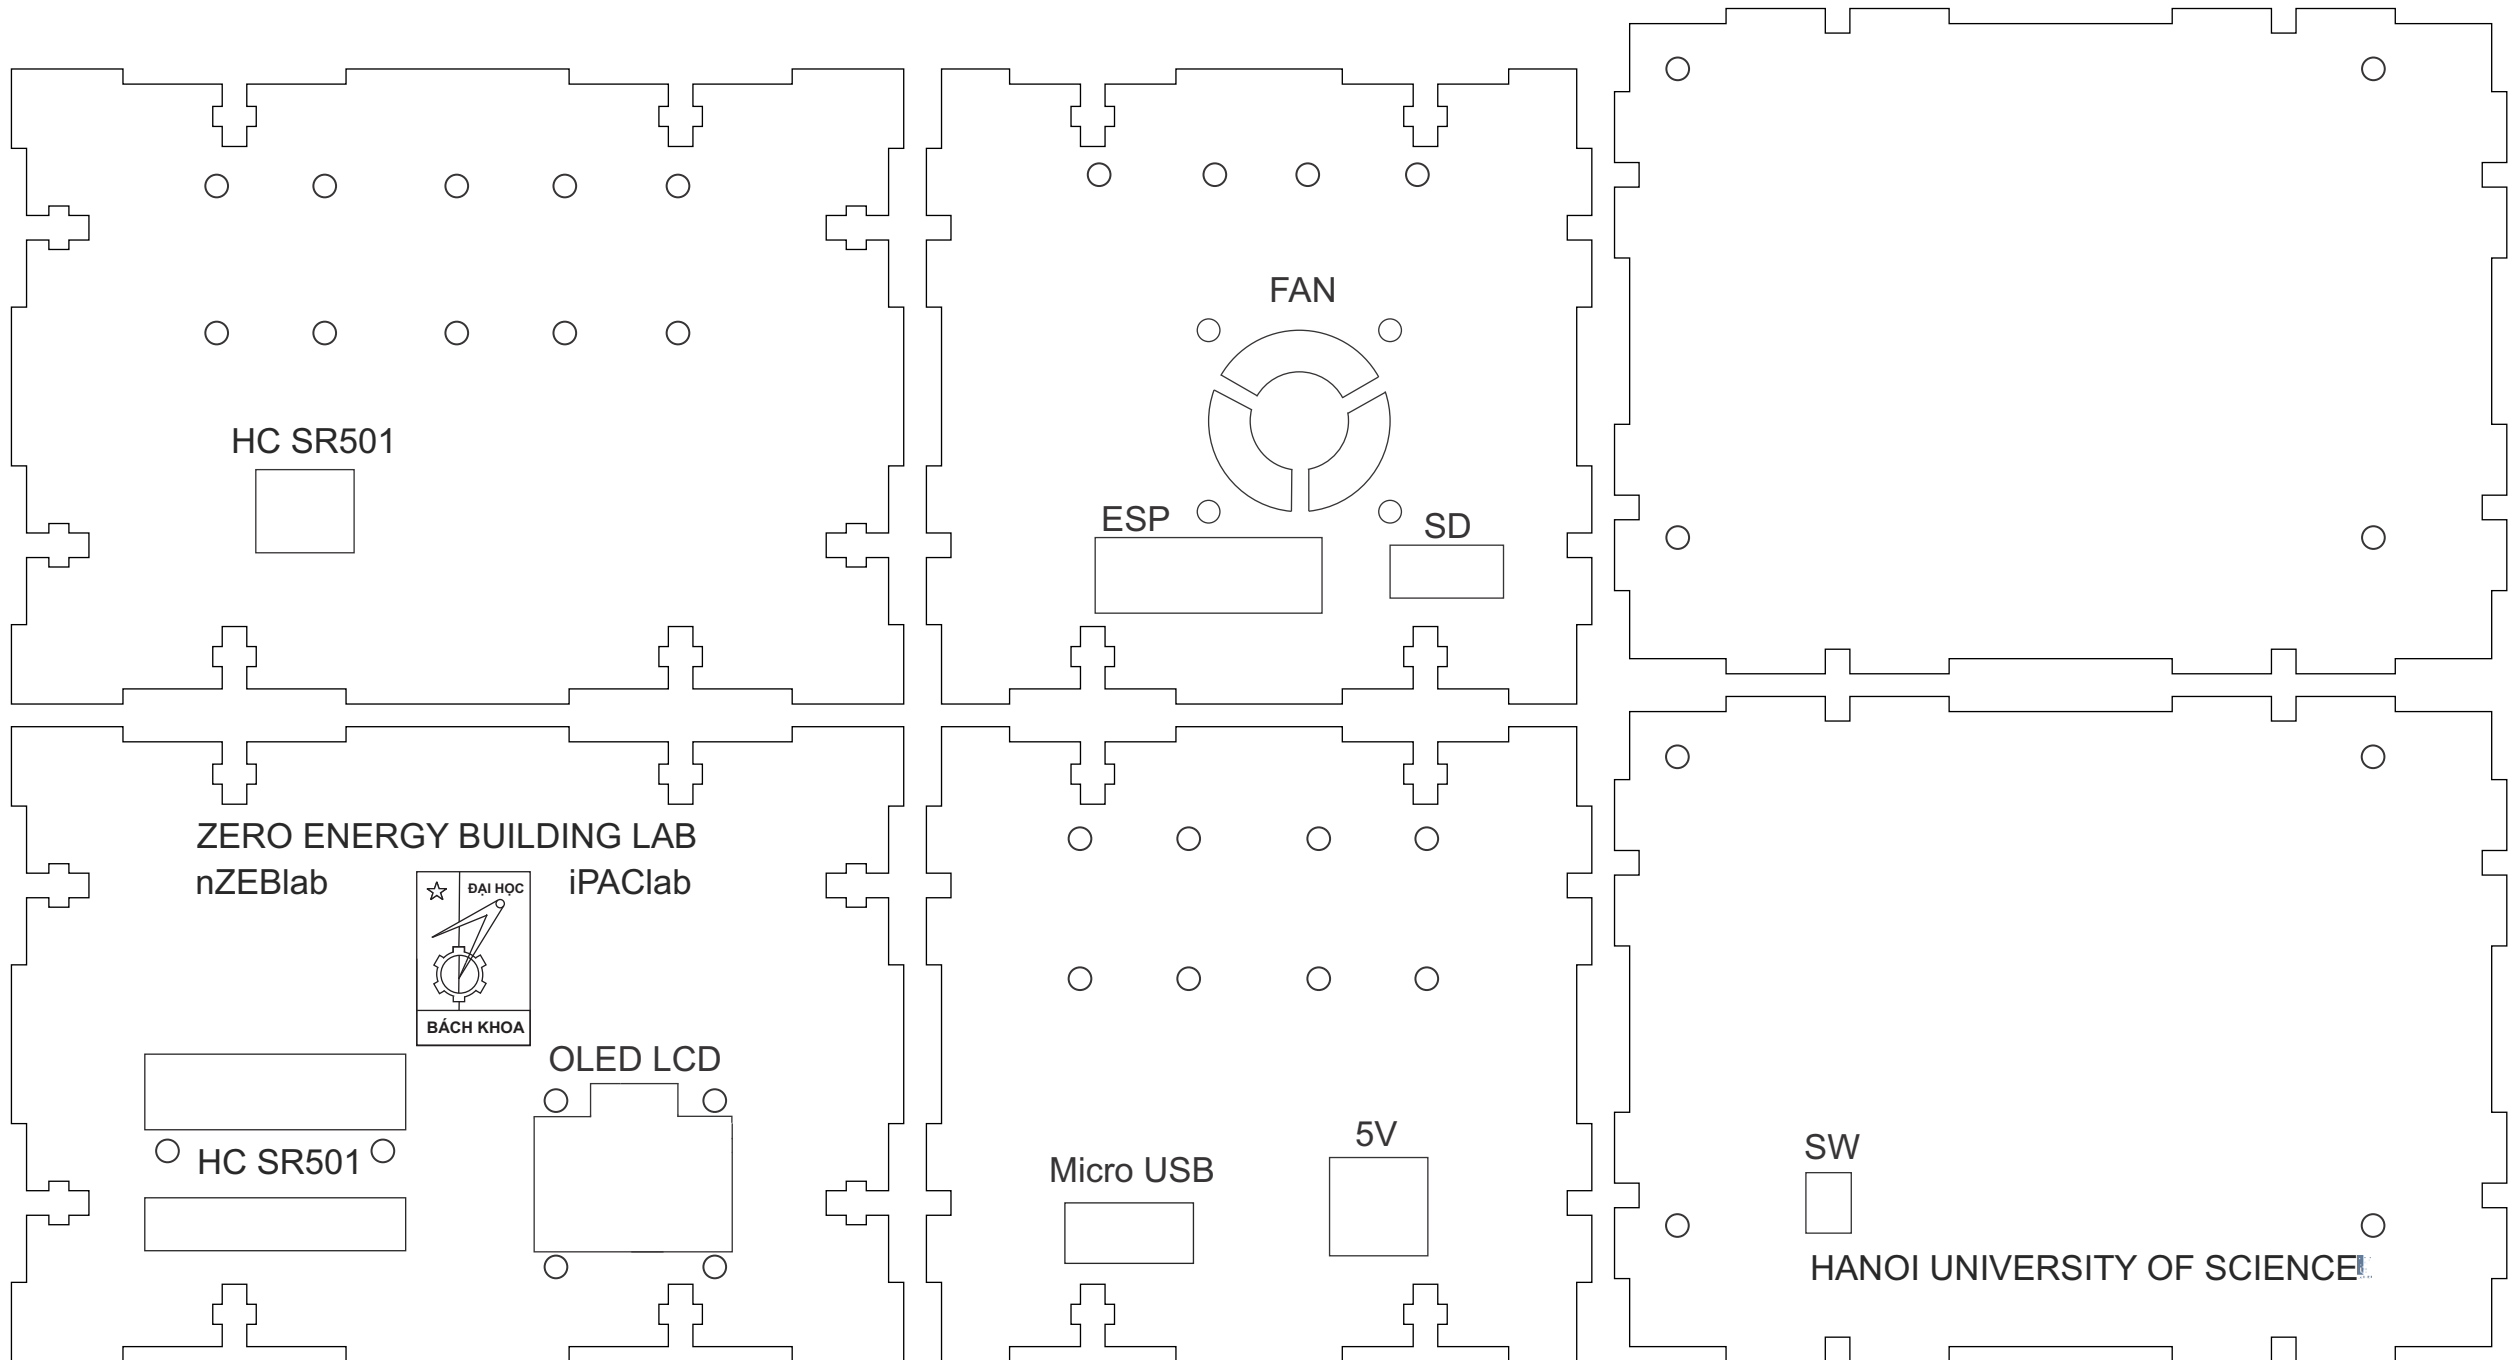 FAN
HC SR501
ESP
SD
ZERO ENERGY BUILDING LAB
nZEBlab
iPAClab
ĐẠI HỌC
BÁCH KHOA
OLED LCD
HC SR501
5V
Micro USB
SW
HANOI UNIVERSITY OF SCIENCE